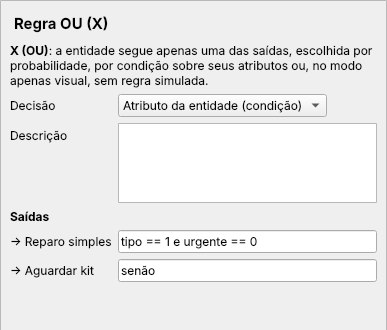 Regra OU (X)
X (OU): a entidade segue apenas uma das saídas, escolhida por
probabilidade, por condição sobre seus atributos ou, no modo
apenas visual, sem regra simulada.
Decisão Atributo da entidade (condição)
Descrição
Saídas
→ Reparo simples tipo == 1 e urgente == 0
→ Aguardar kit senão